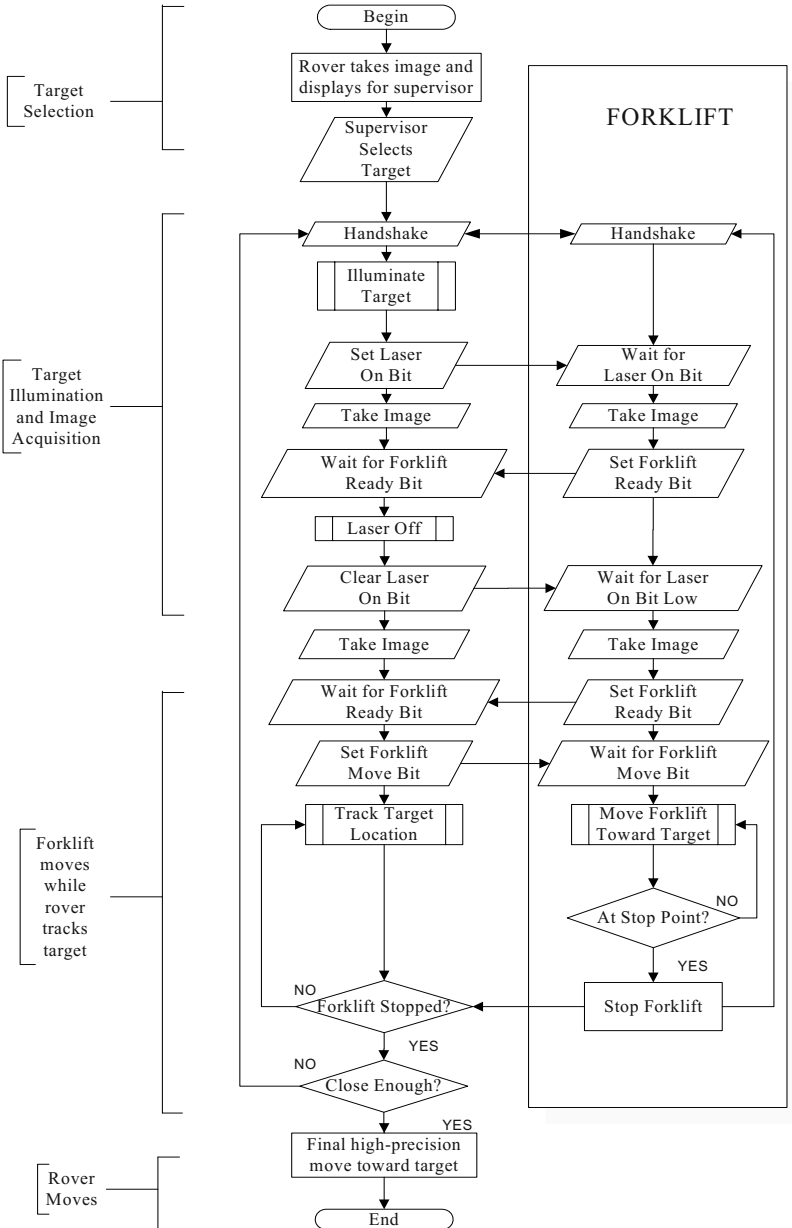 Begin
Rover takes image and
displays for supervisor
Target
Selection
Supervisor
Selects
Target
FORKLIFT
Handshake
Handshake
Illuminate
Target
Set Laser
On Bit
Wait for
Laser On Bit
Target
Illumination
and Image
Acquisition
Take Image
Take Image
Wait for Forklift
Ready Bit
Set Forklift
Ready Bit
Laser Off
Clear Laser
On Bit
Wait for Laser
On Bit Low
Take Image
Take Image
Wait for Forklift
Ready Bit
Set Forklift
Ready Bit
Set Forklift
Move Bit
Wait for Forklift
Move Bit
Track Target
Location
Move Forklift
Toward Target
Forklift
moves
while
rover
tracks
target
At Stop Point?
NO
YES
Stop Forklift
NO
Forklift Stopped?
YES
NO
Close Enough?
YES
Final high-precision
move toward target
Rover
Moves
End